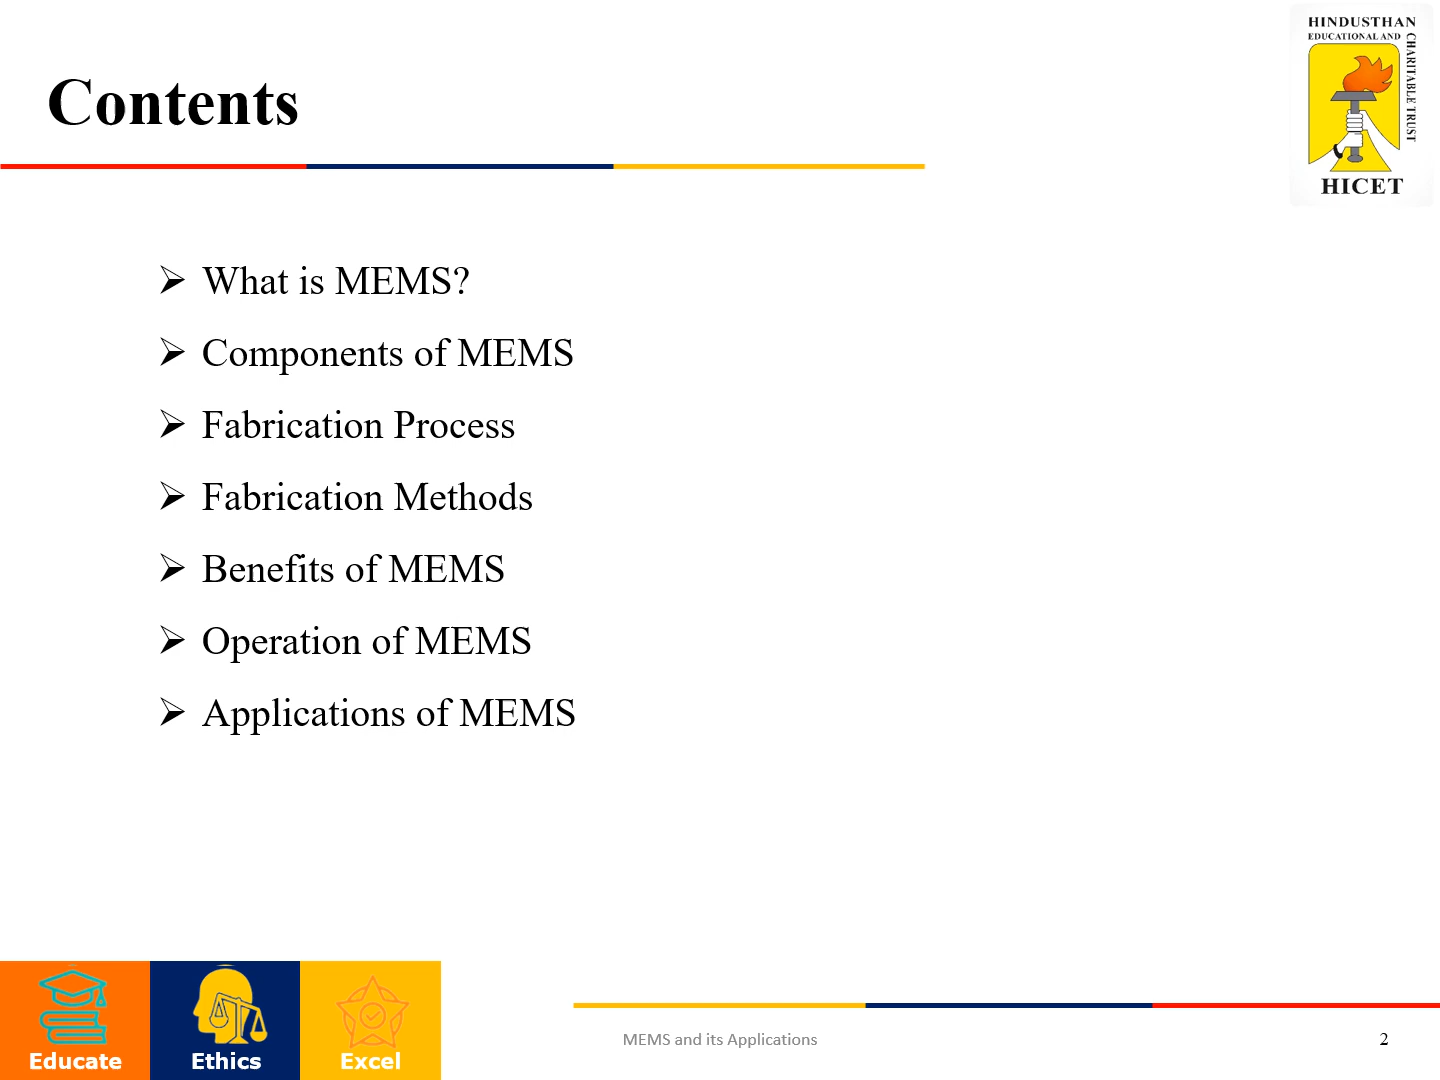 Contents
HINDUSTHAN
EDUCATIONAL AND
CHARITABLE TRUST
HICET
What is MEMS?
Components of MEMS
Fabrication Process
Fabrication Methods
Benefits of MEMS
Operation of MEMS
Applications of MEMS
Educate
Ethics
Excel
MEMS and its Applications
2